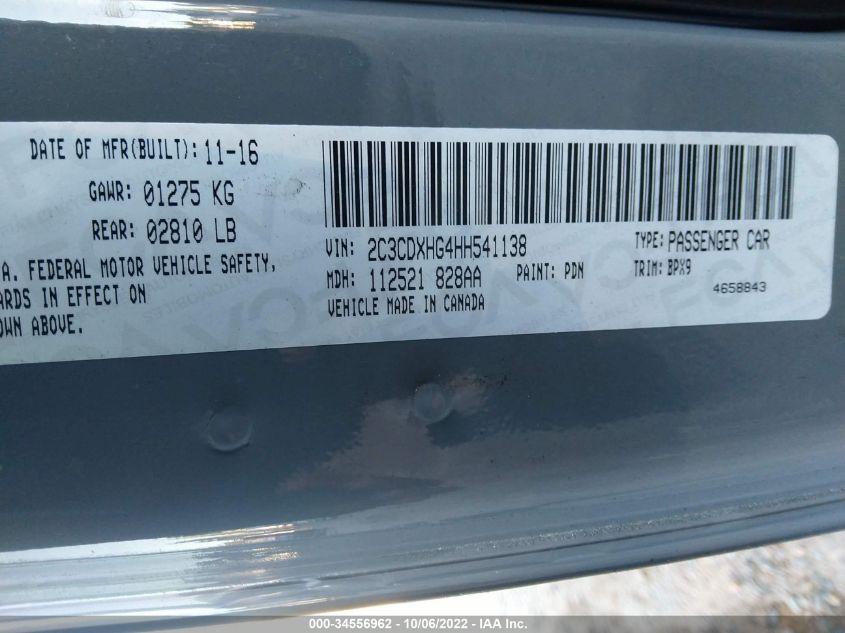 DATE OF MFR(BUILT): 11-16
GAWR: 01275 KG
REAR: 02810 LB
A. FEDERAL MOTOR VEHICLE SAFETY,
ARDS IN EFFECT ON
OWN ABOVE.
VIN: 2C3CDXHG4HH541138
TYPE: PASSENGER CAR
MDH: 112521 828AA
PAINT: PDN
TRIM: BPX9
VEHICLE MADE IN CANADA
4658843
000-34556962 - 10/06/2022 - IAA Inc.